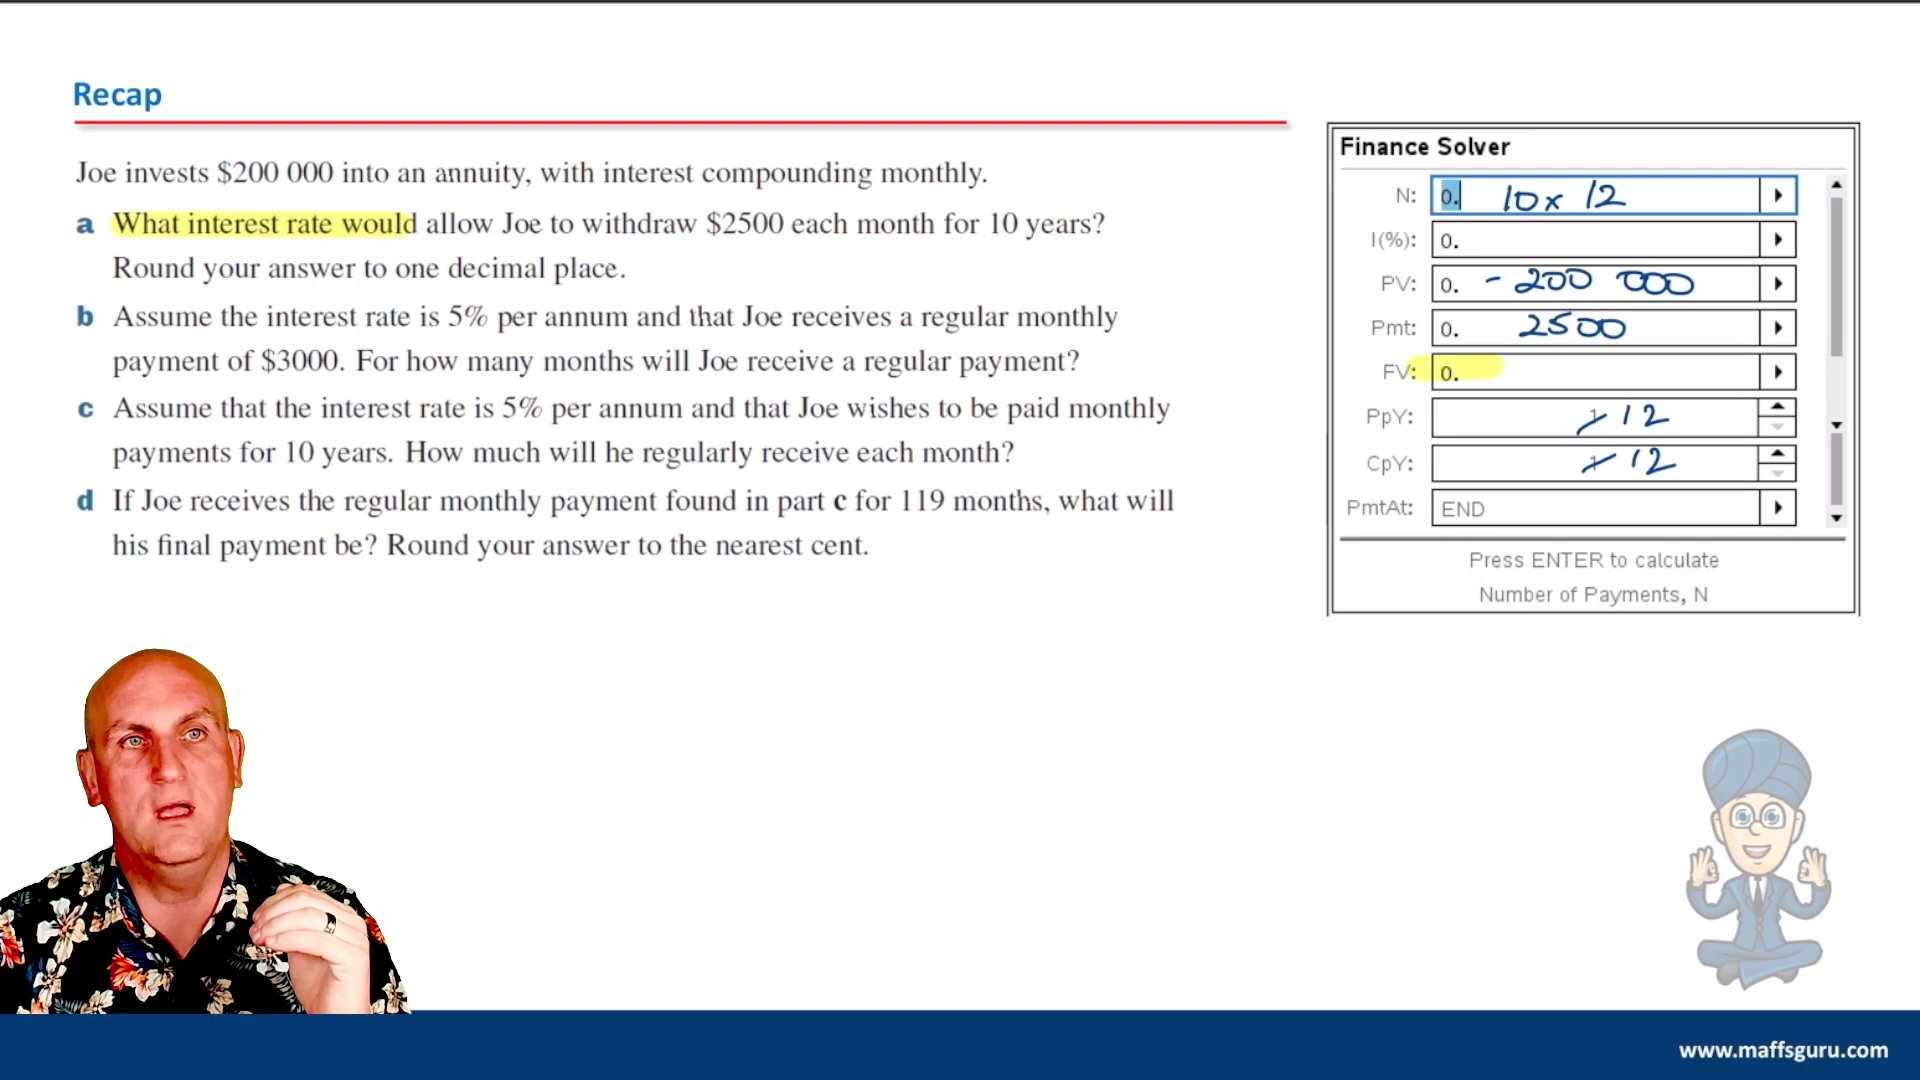 Recap
Joe invests $200 000 into an annuity, with interest compounding monthly.
a What interest rate would allow Joe to withdraw $2500 each month for 10 years?
Round your answer to one decimal place.
b Assume the interest rate is 5% per annum and that Joe receives a regular monthly
payment of $3000. For how many months will Joe receive a regular payment?
c Assume that the interest rate is 5% per annum and that Joe wishes to be paid monthly
payments for 10 years. How much will he regularly receive each month?
d If Joe receives the regular monthly payment found in part c for 119 months, what will
his final payment be? Round your answer to the nearest cent.
Finance Solver
N: 0. 10 x 12
I(%): 0.
PV: 0. - 200 000
Pmt: 0. 2500
FV: 0.
PpY: 1 12
CpY: 1 12
PmtAt: END
Press ENTER to calculate
Number of Payments, N
www.maffsguru.com